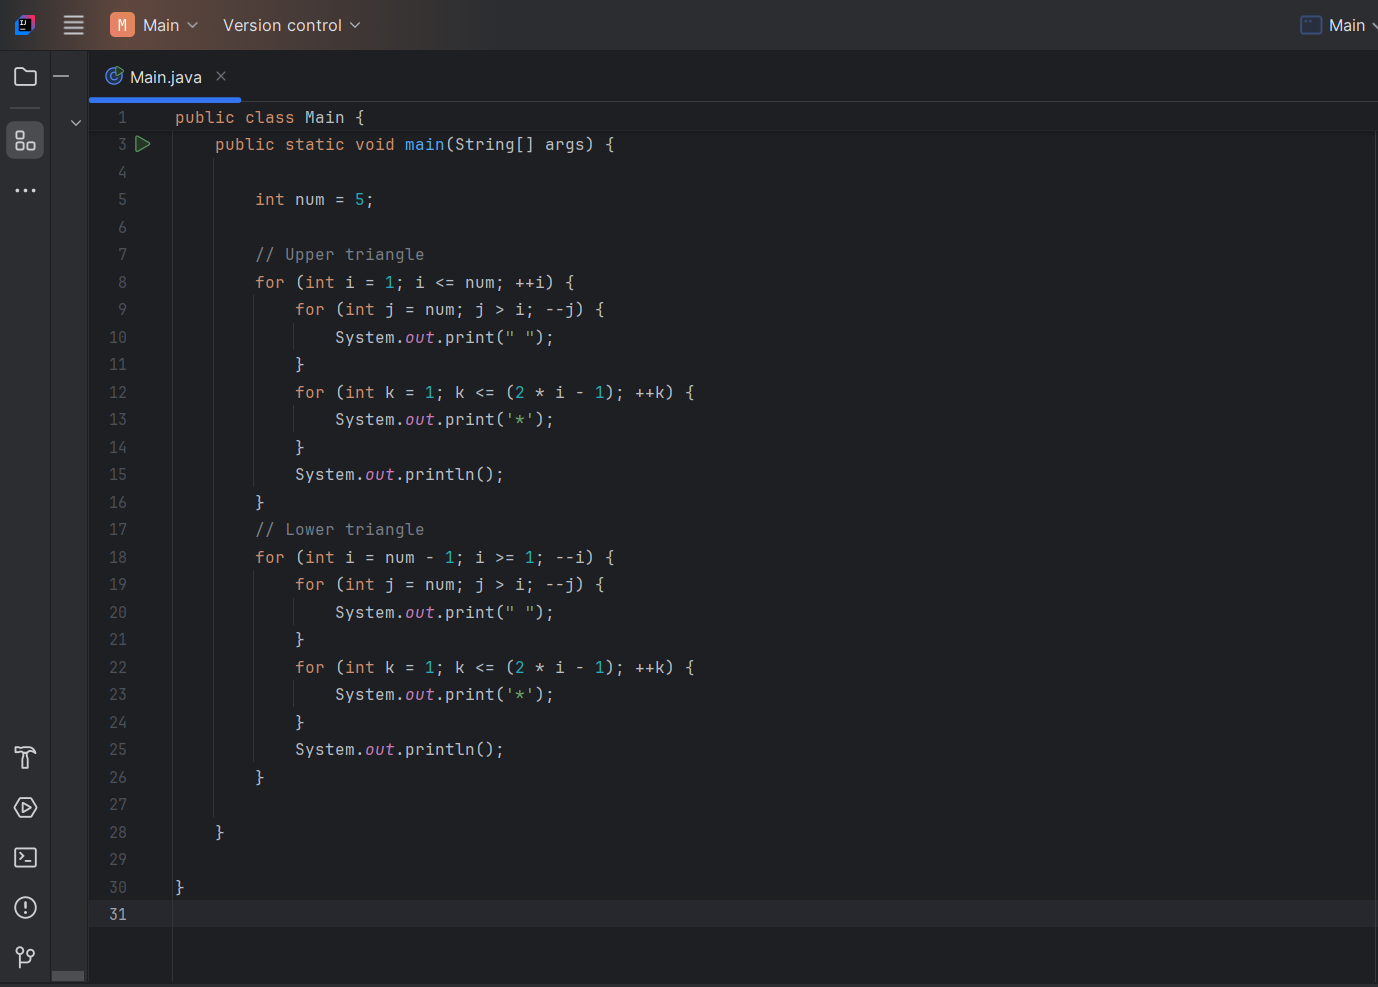 M Main Version control Main
Main.java
1 public class Main {
3 public static void main(String[] args) {
4
5 int num = 5;
6
7 // Upper triangle
8 for (int i = 1; i <= num; ++i) {
9 for (int j = num; j > i; --j) {
10 System.out.print(" ");
11 }
12 for (int k = 1; k <= (2 * i - 1); ++k) {
13 System.out.print('*');
14 }
15 System.out.println();
16 }
17 // Lower triangle
18 for (int i = num - 1; i >= 1; --i) {
19 for (int j = num; j > i; --j) {
20 System.out.print(" ");
21 }
22 for (int k = 1; k <= (2 * i - 1); ++k) {
23 System.out.print('*');
24 }
25 System.out.println();
26 }
27
28 }
29
30 }
31